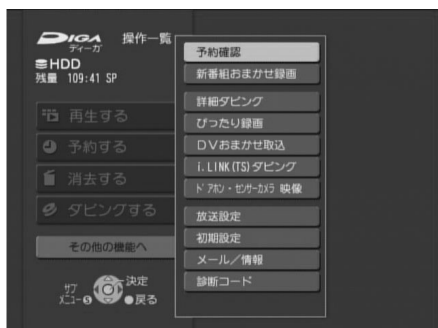 DIGA 操作一覧
ディーガ
HDD
残量 109:41 SP
再生する
予約する
消去する
ダビングする
その他の機能へ
サブ
メニュー S
決定
戻る
予約確認
新番組おまかせ録画
詳細ダビング
ぴったり録画
DVおまかせ取込
i.LINK(TS)ダビング
ドアホン・センサーカメラ 映像
放送設定
初期設定
メール/情報
診断コード